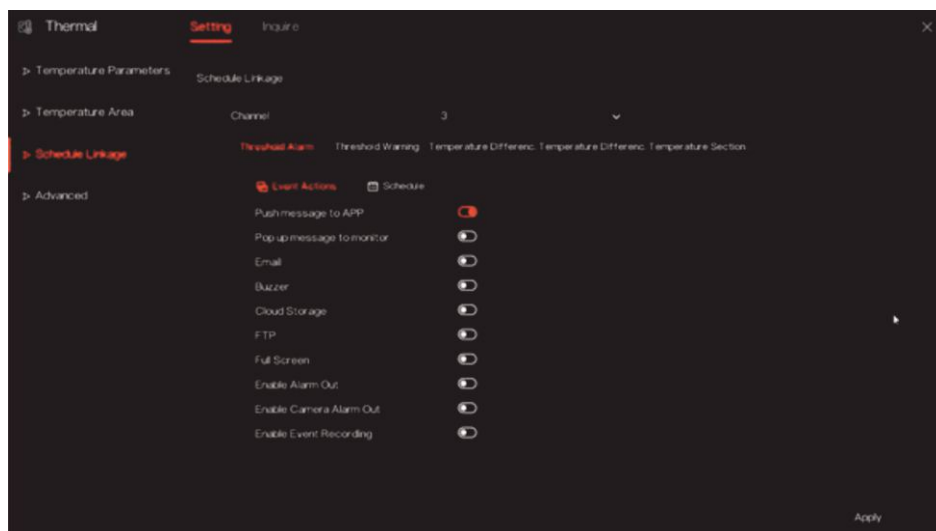 Thermal Setting Inquire
Temperature Parameters
Schedule Linkage
Temperature Area
Channel 3
Threshold Alarm Threshold Warning Temperature Differenc. Temperature Differenc. Temperature Section
Schedule Linkage
Event Actions Schedule
Advanced
Push message to APP
Pop up message to monitor
Email
Buzzer
Cloud Storage
FTP
Full Screen
Enable Alarm Out
Enable Camera Alarm Out
Enable Event Recording
Apply